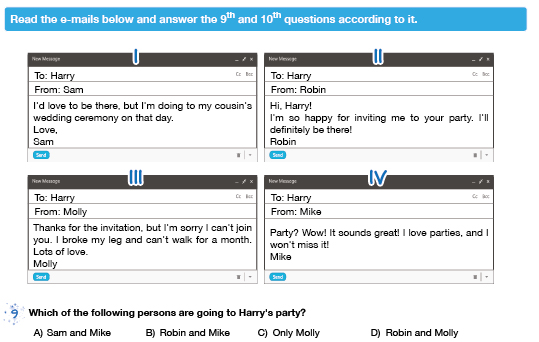 Read the e-mails below and answer the 9th and 10th questions according to it.
I
New Message
To: Harry Cc Bcc
From: Sam
I'd love to be there, but I'm doing to my cousin's
wedding ceremony on that day.
Love,
Sam
Send
II
New Message
To: Harry Cc Bcc
From: Robin
Hi, Harry!
I'm so happy for inviting me to your party. I'll
definitely be there!
Robin
Send
III
New Message
To: Harry Cc Bcc
From: Molly
Thanks for the invitation, but I'm sorry I can't join
you. I broke my leg and can't walk for a month.
Lots of love.
Molly
Send
IV
New Message
To: Harry Cc Bcc
From: Mike
Party? Wow! It sounds great! I love parties, and I
won't miss it!
Mike
Send
9 Which of the following persons are going to Harry's party?
A) Sam and Mike B) Robin and Mike C) Only Molly D) Robin and Molly